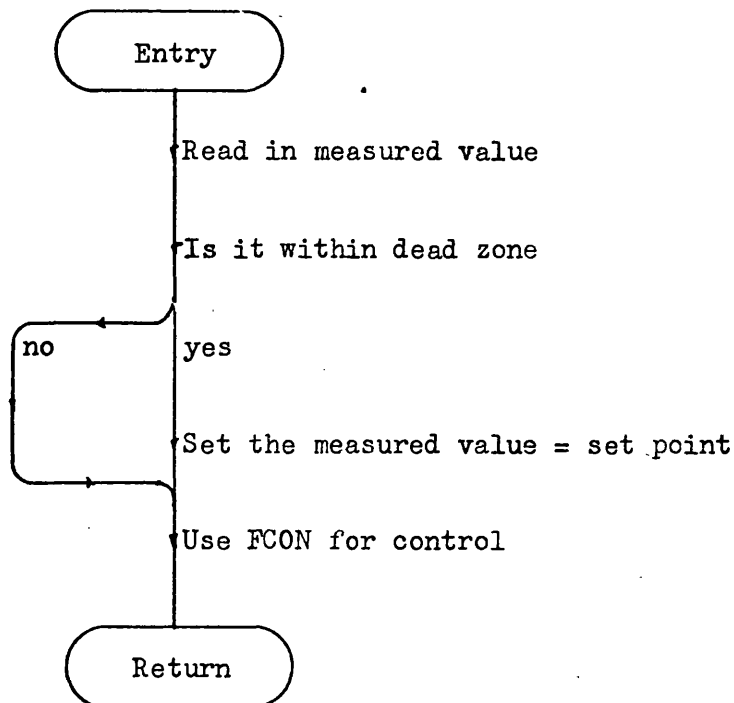 Entry
Read in measured value
Is it within dead zone
no
yes
Set the measured value = set point
Use FCON for control
Return